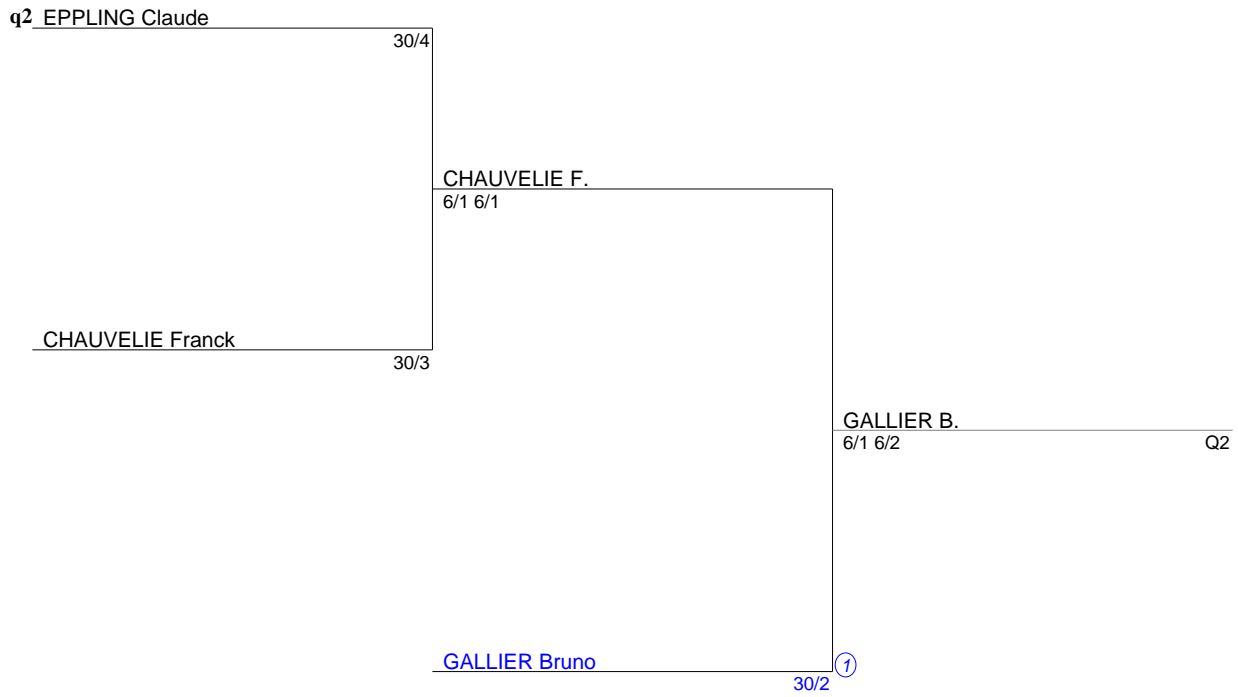 q2 EPPLING Claude
30/4
CHAUVELIE F.
6/1 6/1
CHAUVELIE Franck
30/3
GALLIER B.
6/1 6/2 Q2
GALLIER Bruno 1
30/2